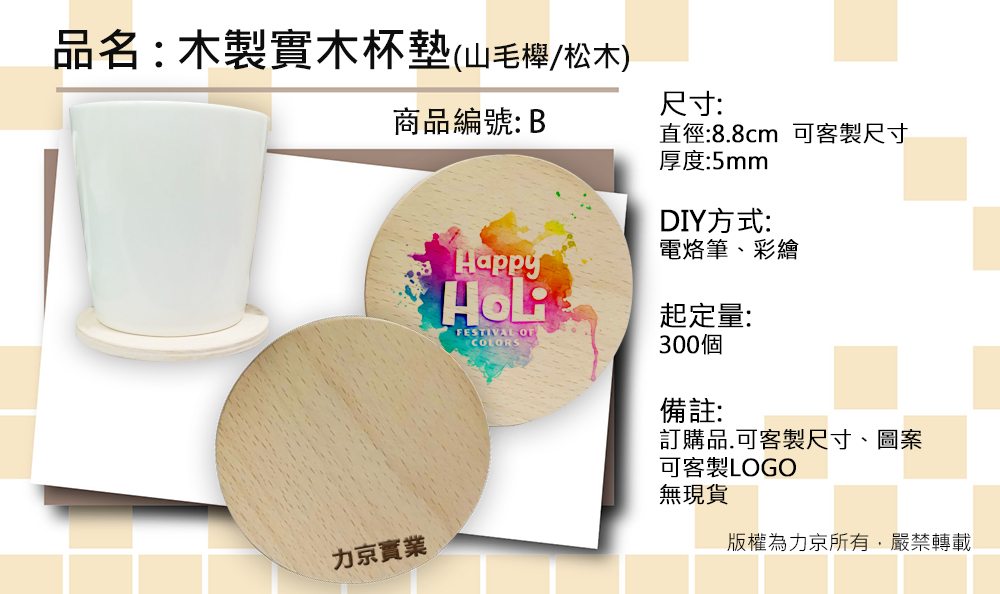 品名 : 木製實木杯墊(山毛櫸/松木)
商品編號: B
尺寸:
直徑:8.8cm 可客製尺寸
厚度:5mm
DIY方式:
電烙筆、彩繪
起定量:
300個
備註:
訂購品.可客製尺寸、圖案
可客製LOGO
無現貨
Happy
HoLi
FESTIVAL OF
COLORS
力京實業
版權為力京所有，嚴禁轉載